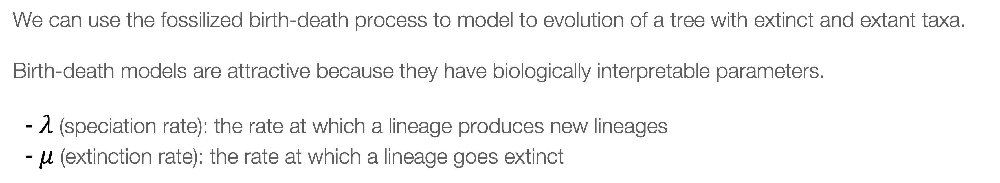 We can use the fossilized birth-death process to model to evolution of a tree with extinct and extant taxa.
Birth-death models are attractive because they have biologically interpretable parameters.
- λ (speciation rate): the rate at which a lineage produces new lineages
- μ (extinction rate): the rate at which a lineage goes extinct